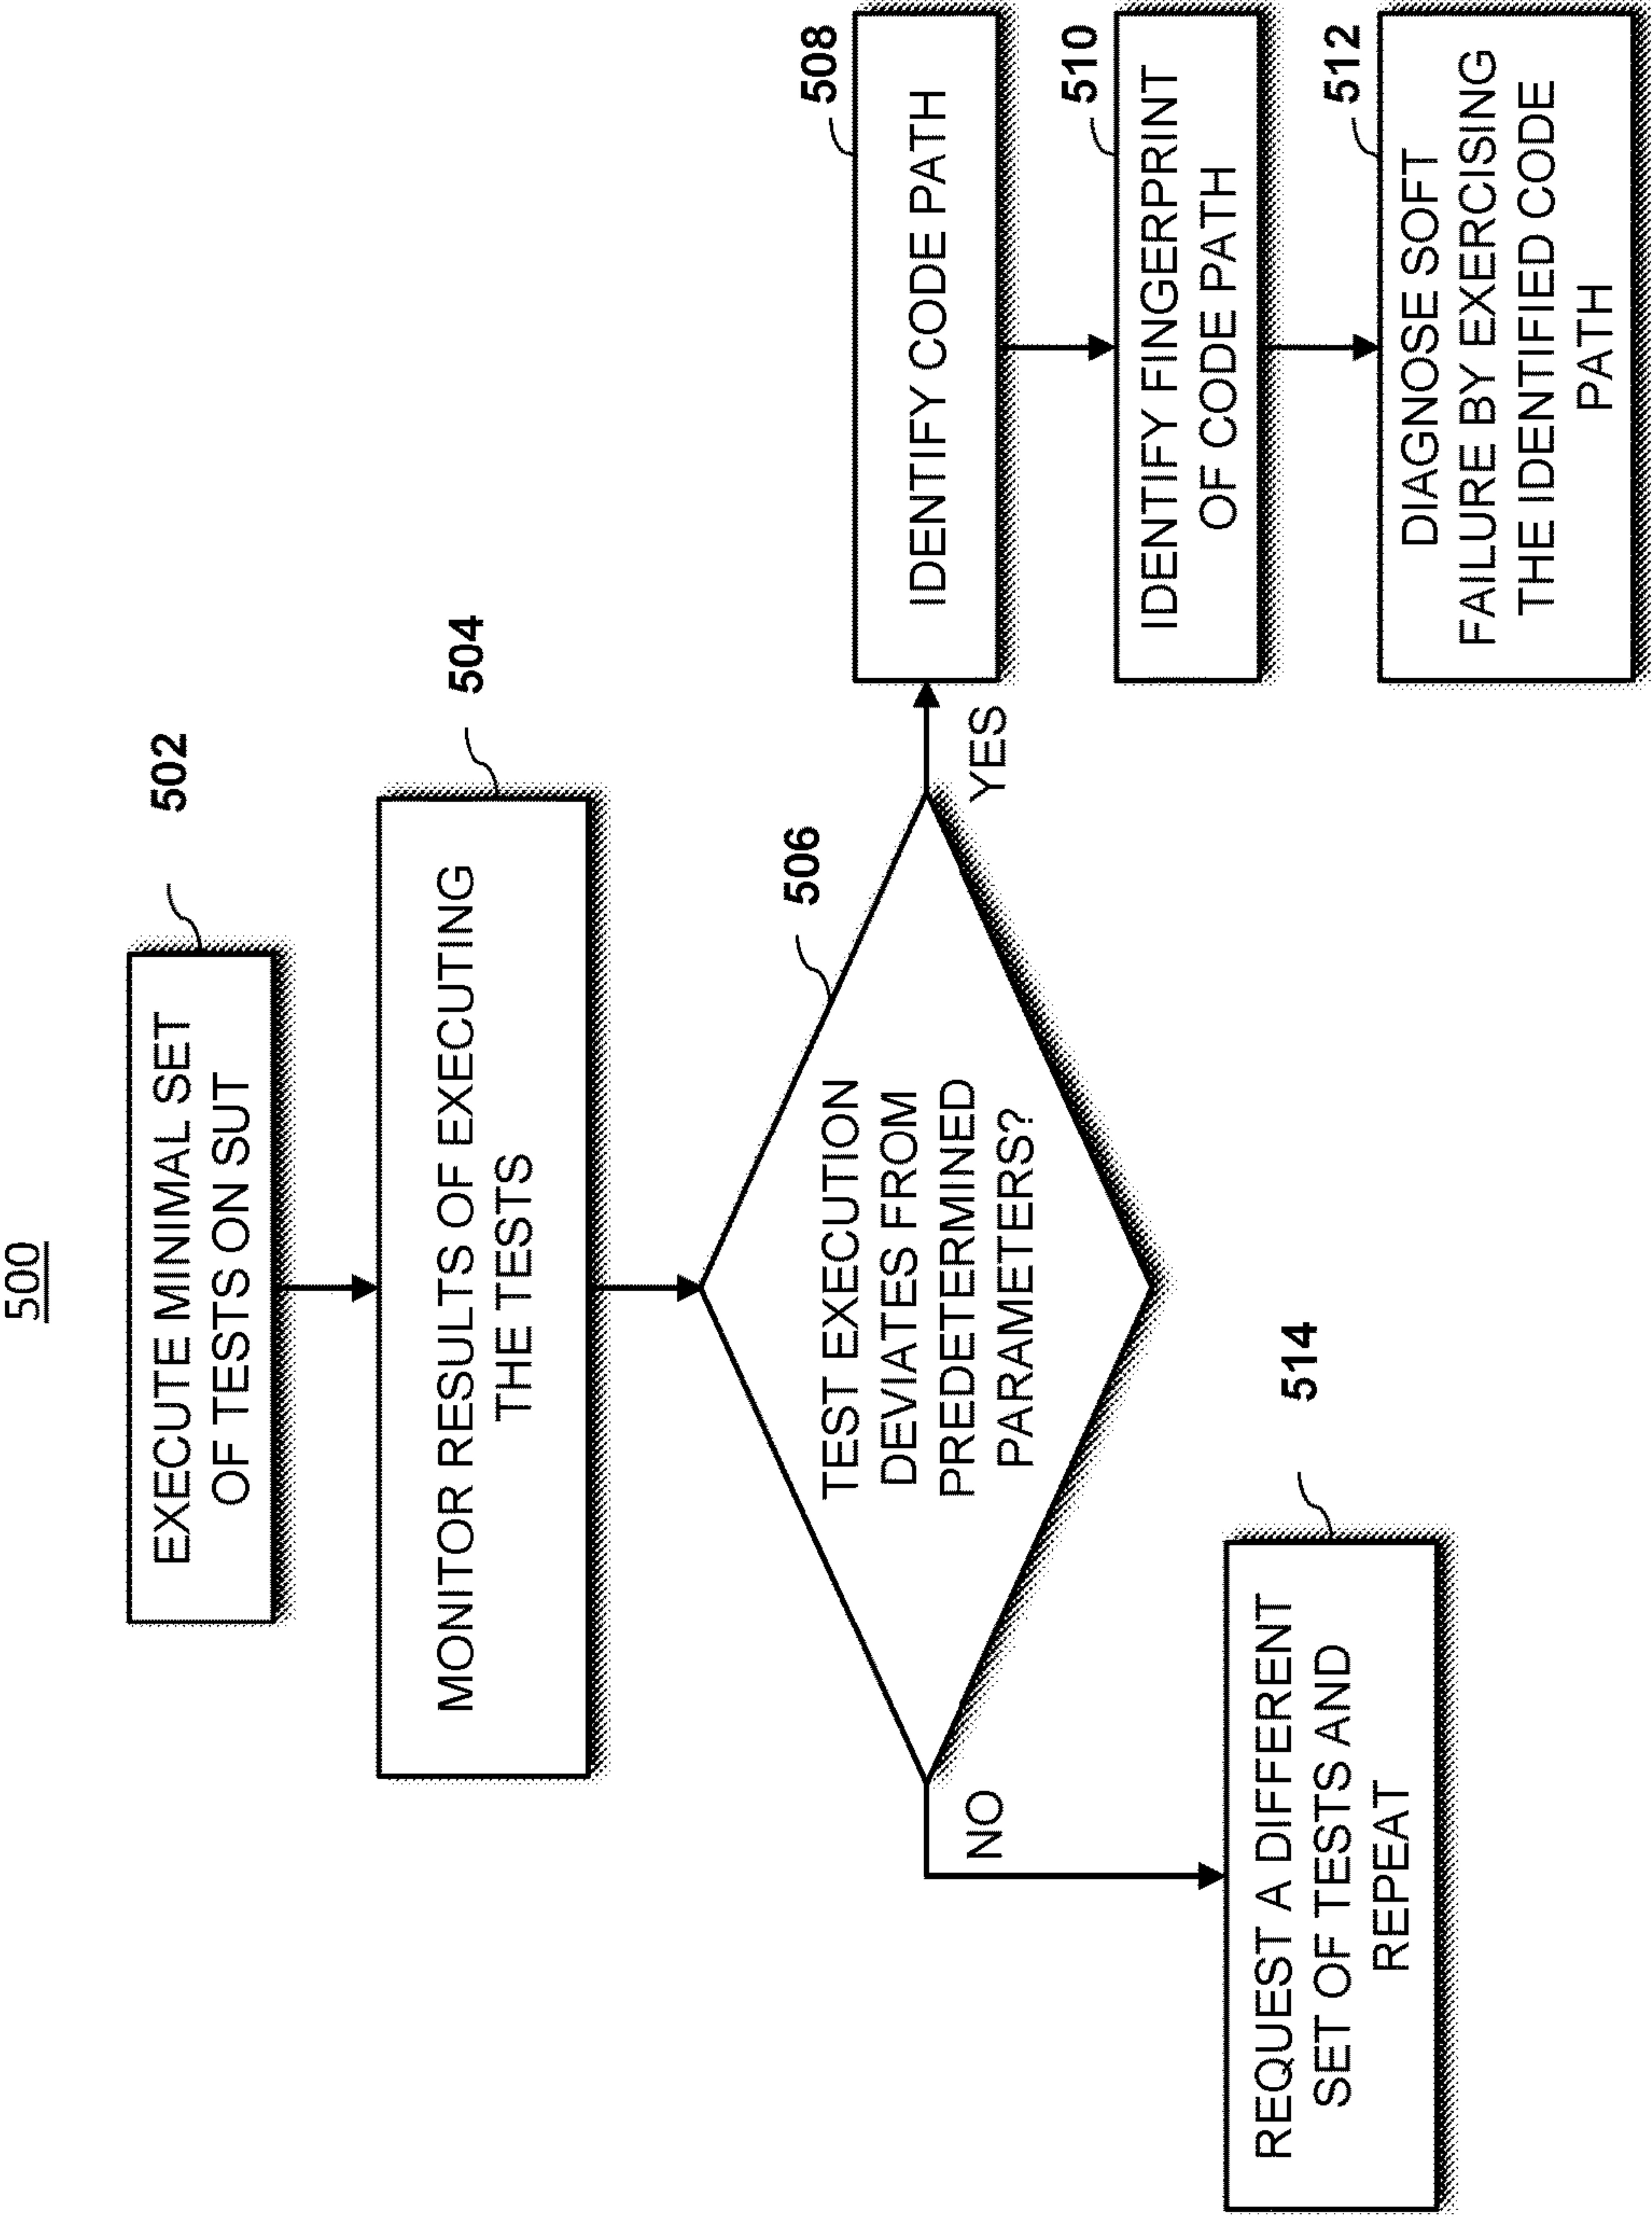 500
502
EXECUTE MINIMAL SET
OF TESTS ON SUT
504
MONITOR RESULTS OF EXECUTING
THE TESTS
506
TEST EXECUTION
DEVIATES FROM
PREDETERMINED
PARAMETERS?
YES
508
IDENTIFY CODE PATH
510
IDENTIFY FINGERPRINT
OF CODE PATH
512
DIAGNOSE SOFT
FAILURE BY EXERCISING
THE IDENTIFIED CODE
PATH
NO
514
REQUEST A DIFFERENT
SET OF TESTS AND
REPEAT